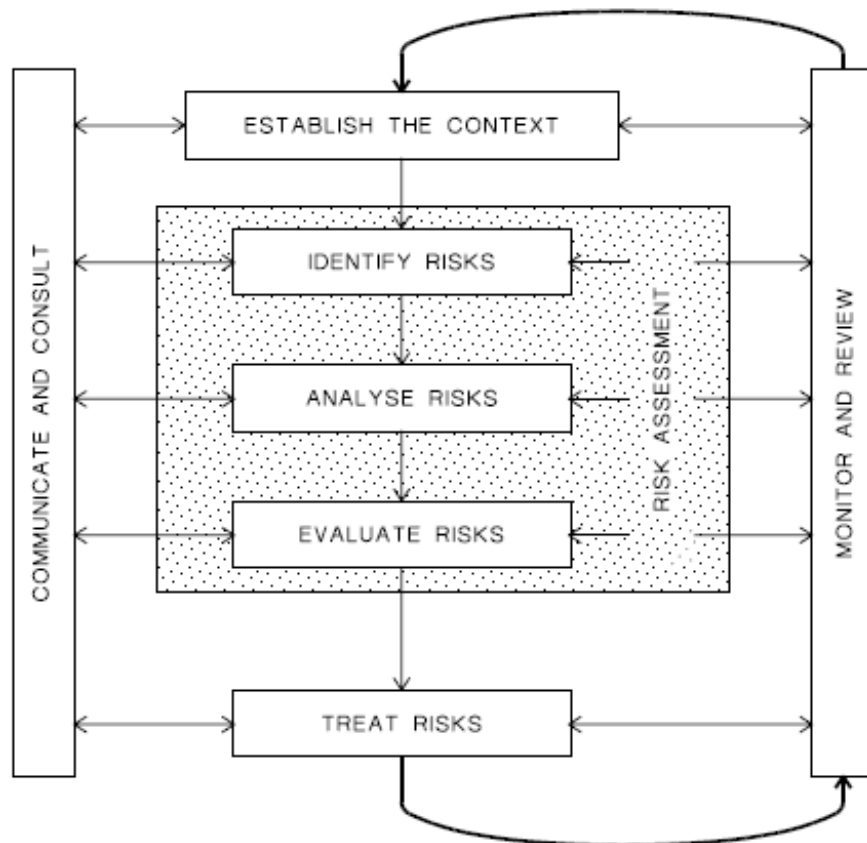 ESTABLISH THE CONTEXT
COMMUNICATE AND CONSULT
IDENTIFY RISKS
ANALYSE RISKS
EVALUATE RISKS
RISK ASSESSMENT
MONITOR AND REVIEW
TREAT RISKS